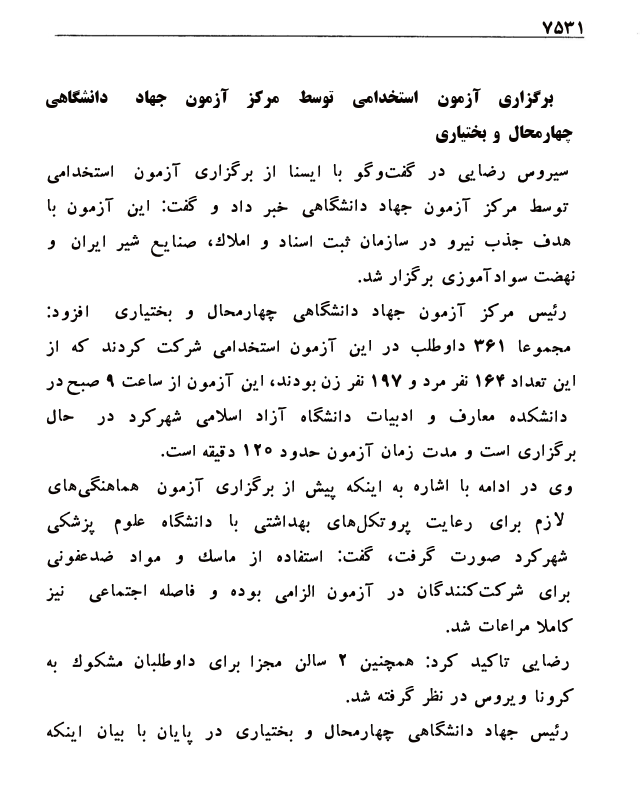 ۷۵۳۱
برگزاری آزمون استخدامی توسط مرکز آزمون جهاد دانشگاهی
چهارمحال و بختیاری
سیروس رضایی در گفت‌وگو با ایسنا از برگزاری آزمون استخدامی
توسط مرکز آزمون جهاد دانشگاهی خبر داد و گفت: این آزمون با
هدف جذب نیرو در سازمان ثبت اسناد و املاك، صنایع شیر ایران و
نهضت سوادآموزی برگزار شد.
رئیس مرکز آزمون جهاد دانشگاهی چهارمحال و بختیاری افزود:
مجموعا ۳۶۱ داوطلب در این آزمون استخدامی شرکت کردند که از
این تعداد ۱۶۴ نفر مرد و ۱۹۷ نفر زن بودند، این آزمون از ساعت ۹ صبح در
دانشکده معارف و ادبیات دانشگاه آزاد اسلامی شهرکرد در حال
برگزاری است و مدت زمان آزمون حدود ۱۲۰ دقیقه است.
وی در ادامه با اشاره به اینکه پیش از برگزاری آزمون هماهنگی‌های
لازم برای رعایت پروتکل‌های بهداشتی با دانشگاه علوم پزشکی
شهرکرد صورت گرفت، گفت: استفاده از ماسك و مواد ضدعفونی
برای شرکت‌کنندگان در آزمون الزامی بوده و فاصله اجتماعی نیز
کاملا مراعات شد.
رضایی تاکید کرد: همچنین ۲ سالن مجزا برای داوطلبان مشکوك به
کرونا ویروس در نظر گرفته شد.
رئیس جهاد دانشگاهی چهارمحال و بختیاری در پایان با بیان اینکه